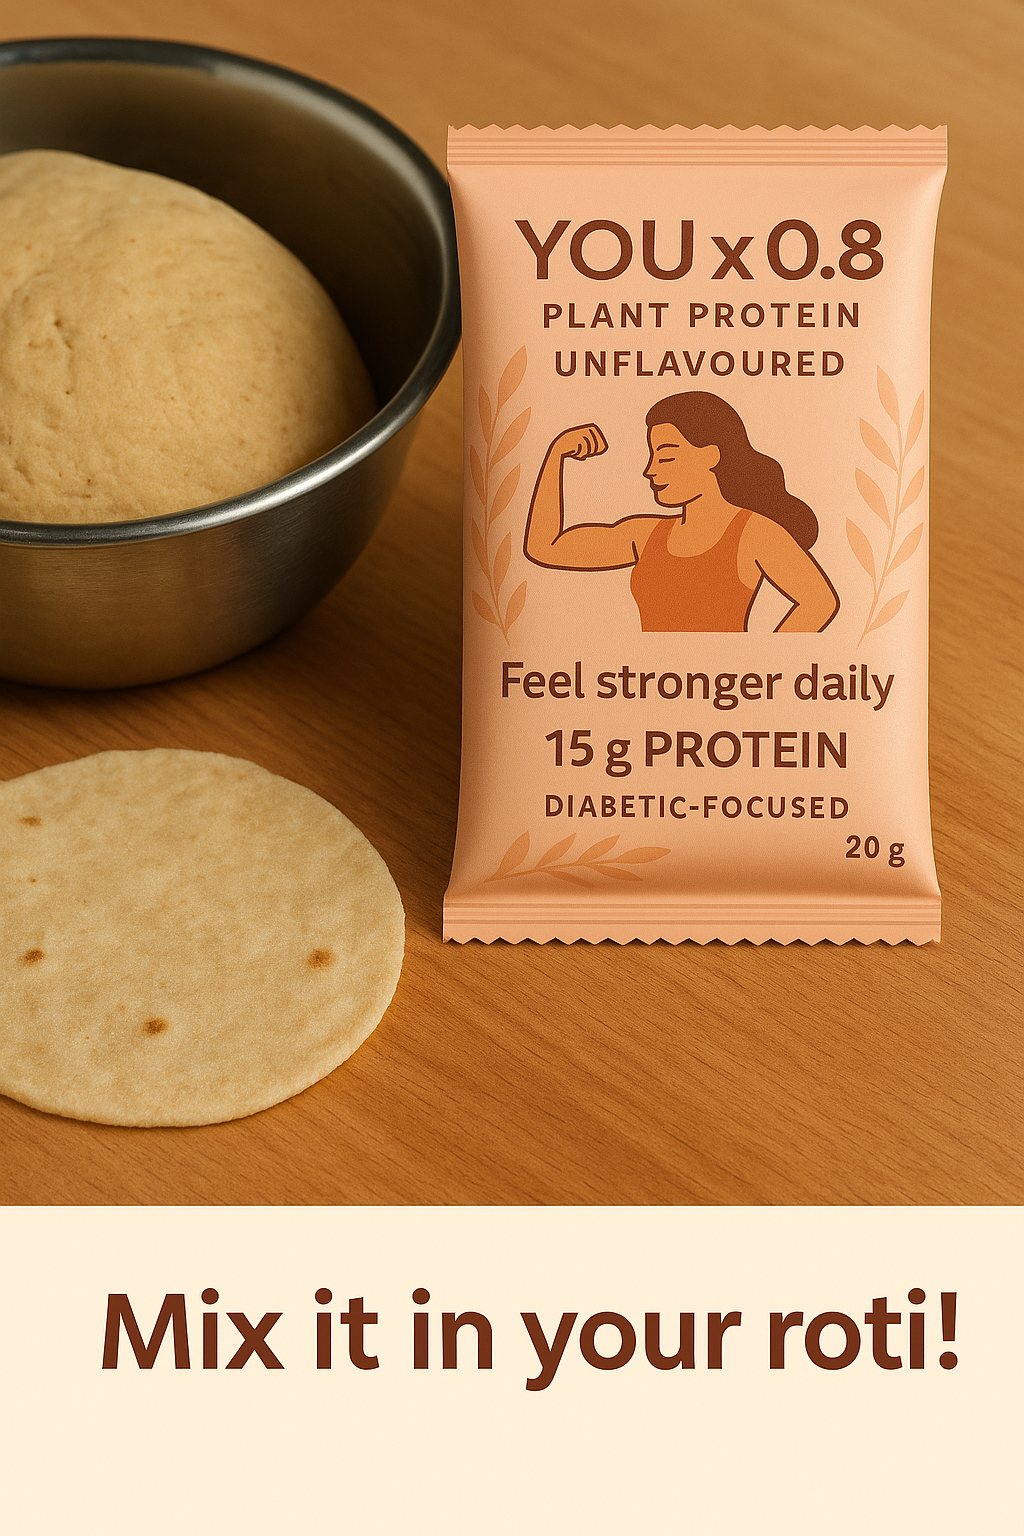 YOU x 0.8
PLANT PROTEIN
UNFLAVOURED
Feel stronger daily
15 g PROTEIN
DIABETIC-FOCUSED
20 g
Mix it in your roti!